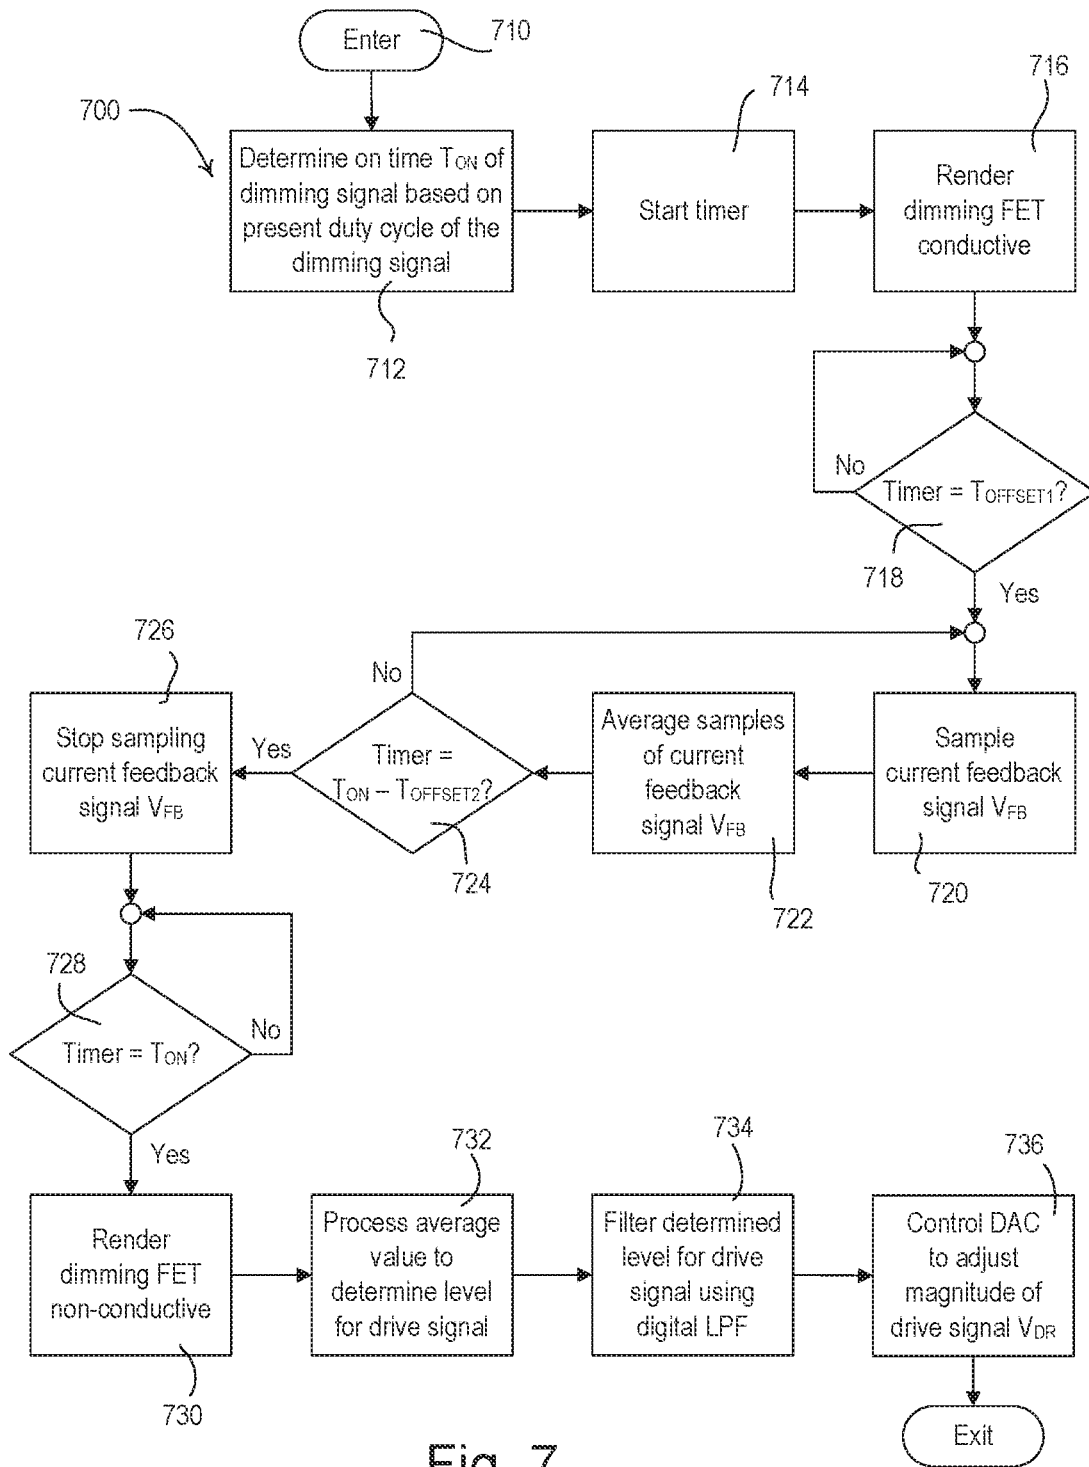 Enter
710
700
714
716
Determine on time TON of
dimming signal based on
present duty cycle of the
dimming signal
712
Start timer
Render
dimming FET
conductive
No
Timer = TOFFSET1?
718
Yes
726
No
Stop sampling
current feedback
signal VFB
Yes
Timer =
TON – TOFFSET2?
724
Average samples
of current
feedback
signal VFB
722
Sample
current feedback
signal VFB
720
728
Timer = TON?
No
Yes
732
734
736
Render
dimming FET
non-conductive
730
Process average
value to
determine level
for drive signal
Filter determined
level for drive
signal using
digital LPF
Control DAC
to adjust
magnitude of
drive signal VDR
Exit
Fig. 7